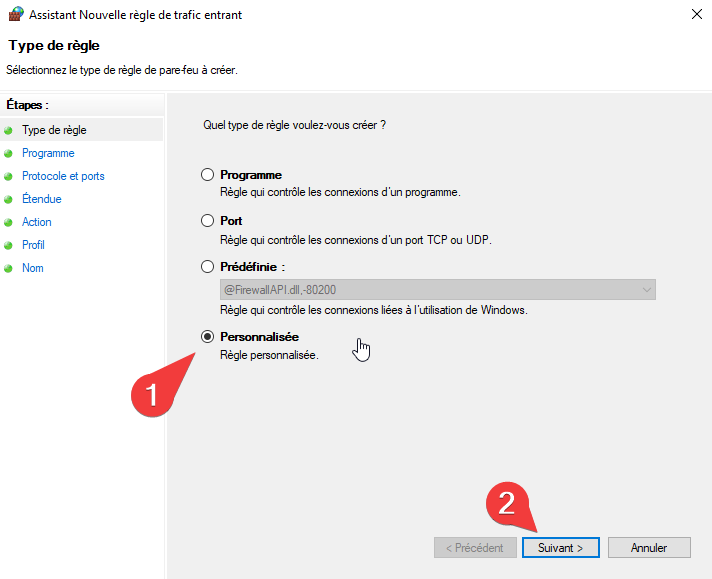 Assistant Nouvelle règle de trafic entrant
Type de règle
Sélectionnez le type de règle de pare-feu à créer.
Étapes :
Type de règle
Programme
Protocole et ports
Étendue
Action
Profil
Nom
Quel type de règle voulez-vous créer ?
Programme
Règle qui contrôle les connexions d'un programme.
Port
Règle qui contrôle les connexions d'un port TCP ou UDP.
Prédéfinie :
@FirewallAPI.dll,-80200
Règle qui contrôle les connexions liées à l'utilisation de Windows.
Personnalisée
Règle personnalisée.
1
2
< Précédent
Suivant >
Annuler